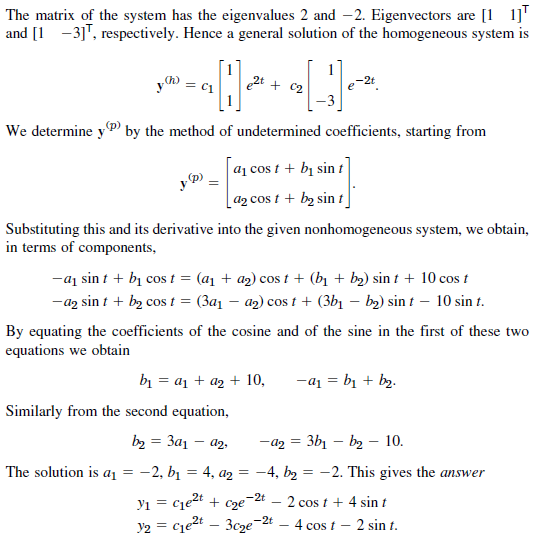 The matrix of the system has the eigenvalues 2 and −2. Eigenvectors are [1 1]ᵀ
and [1 −3]ᵀ, respectively. Hence a general solution of the homogeneous system is
y⁽ʰ⁾ = c₁ [1 1] e²ᵗ + c₂ [1 −3] e⁻²ᵗ.
We determine y⁽ᵖ⁾ by the method of undetermined coefficients, starting from
y⁽ᵖ⁾ = [a₁ cos t + b₁ sin t
a₂ cos t + b₂ sin t].
Substituting this and its derivative into the given nonhomogeneous system, we obtain,
in terms of components,
−a₁ sin t + b₁ cos t = (a₁ + a₂) cos t + (b₁ + b₂) sin t + 10 cos t
−a₂ sin t + b₂ cos t = (3a₁ − a₂) cos t + (3b₁ − b₂) sin t − 10 sin t.
By equating the coefficients of the cosine and of the sine in the first of these two
equations we obtain
b₁ = a₁ + a₂ + 10, −a₁ = b₁ + b₂.
Similarly from the second equation,
b₂ = 3a₁ − a₂, −a₂ = 3b₁ − b₂ − 10.
The solution is a₁ = −2, b₁ = 4, a₂ = −4, b₂ = −2. This gives the answer
y₁ = c₁e²ᵗ + c₂e⁻²ᵗ − 2 cos t + 4 sin t
y₂ = c₁e²ᵗ − 3c₂e⁻²ᵗ − 4 cos t − 2 sin t.